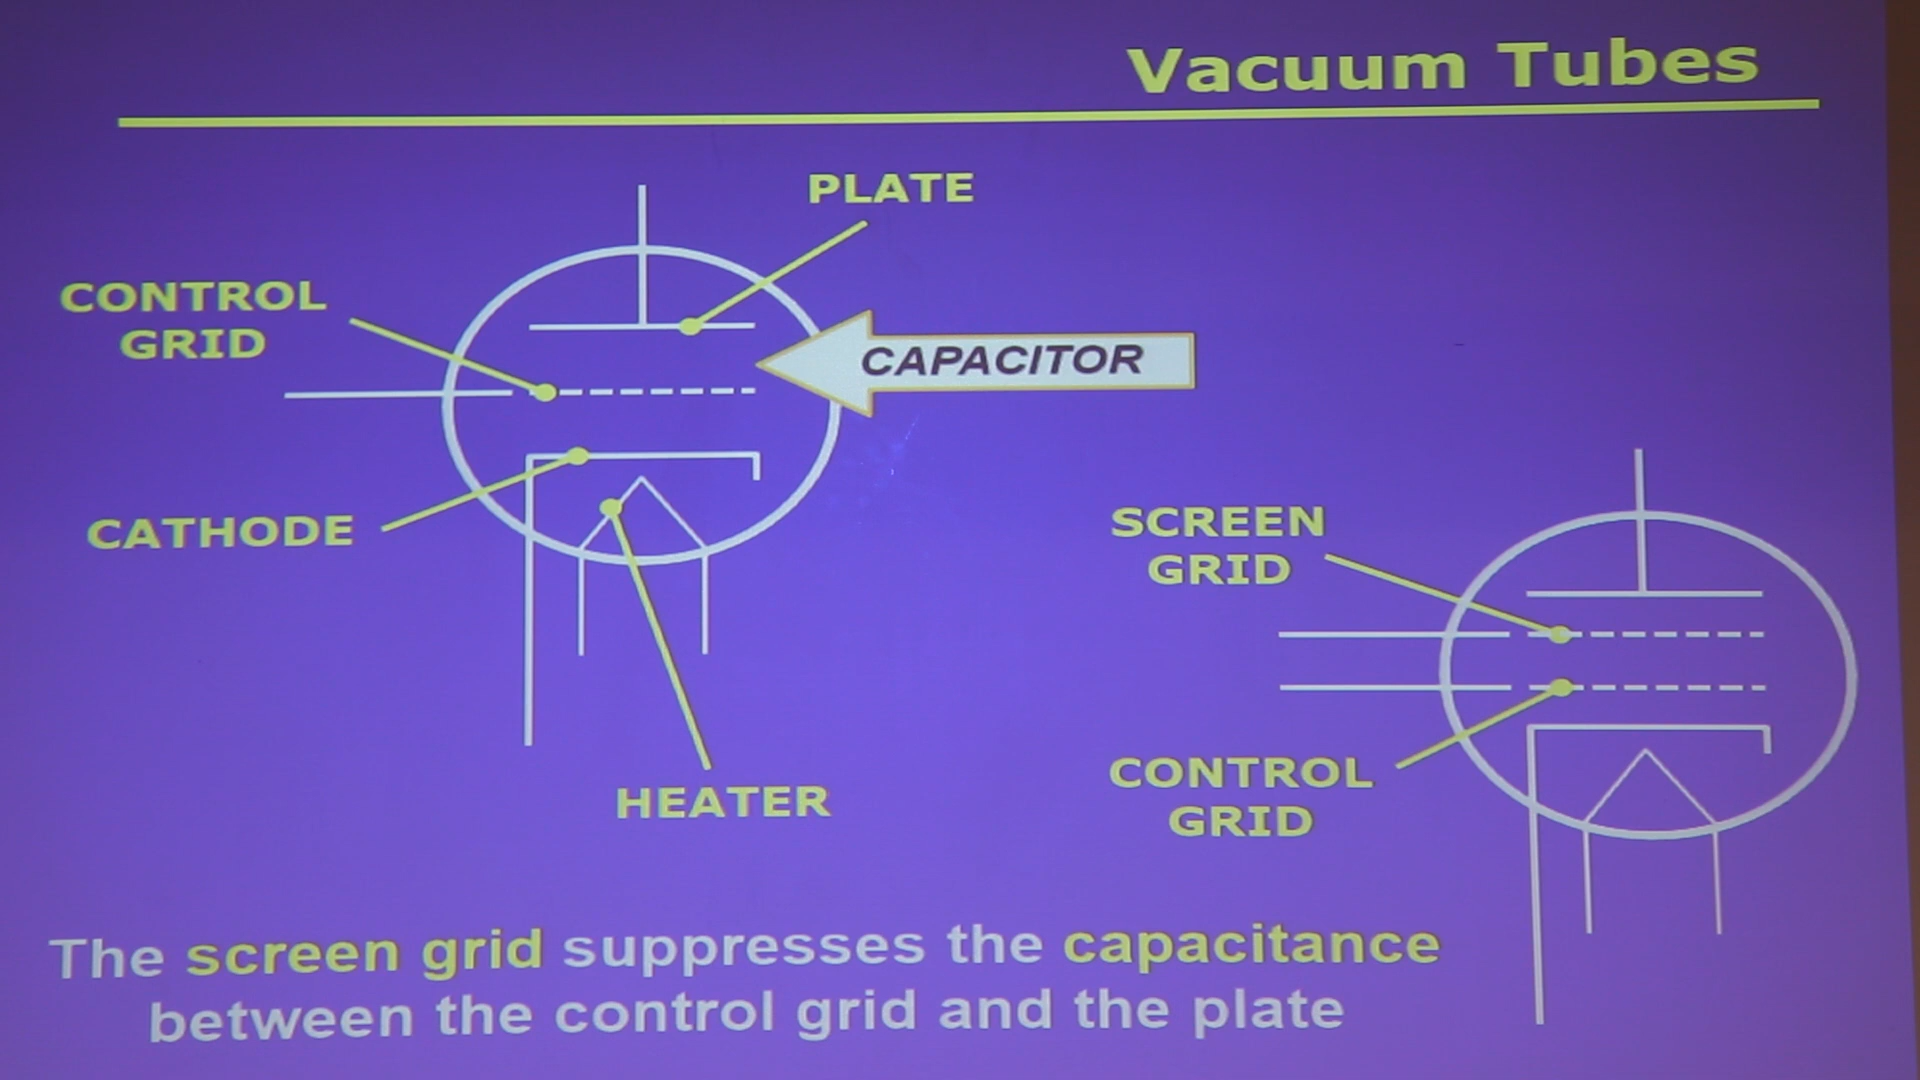 Vacuum Tubes
PLATE
CONTROL
GRID
CAPACITOR
CATHODE
SCREEN
GRID
HEATER
CONTROL
GRID
The screen grid suppresses the capacitance
between the control grid and the plate